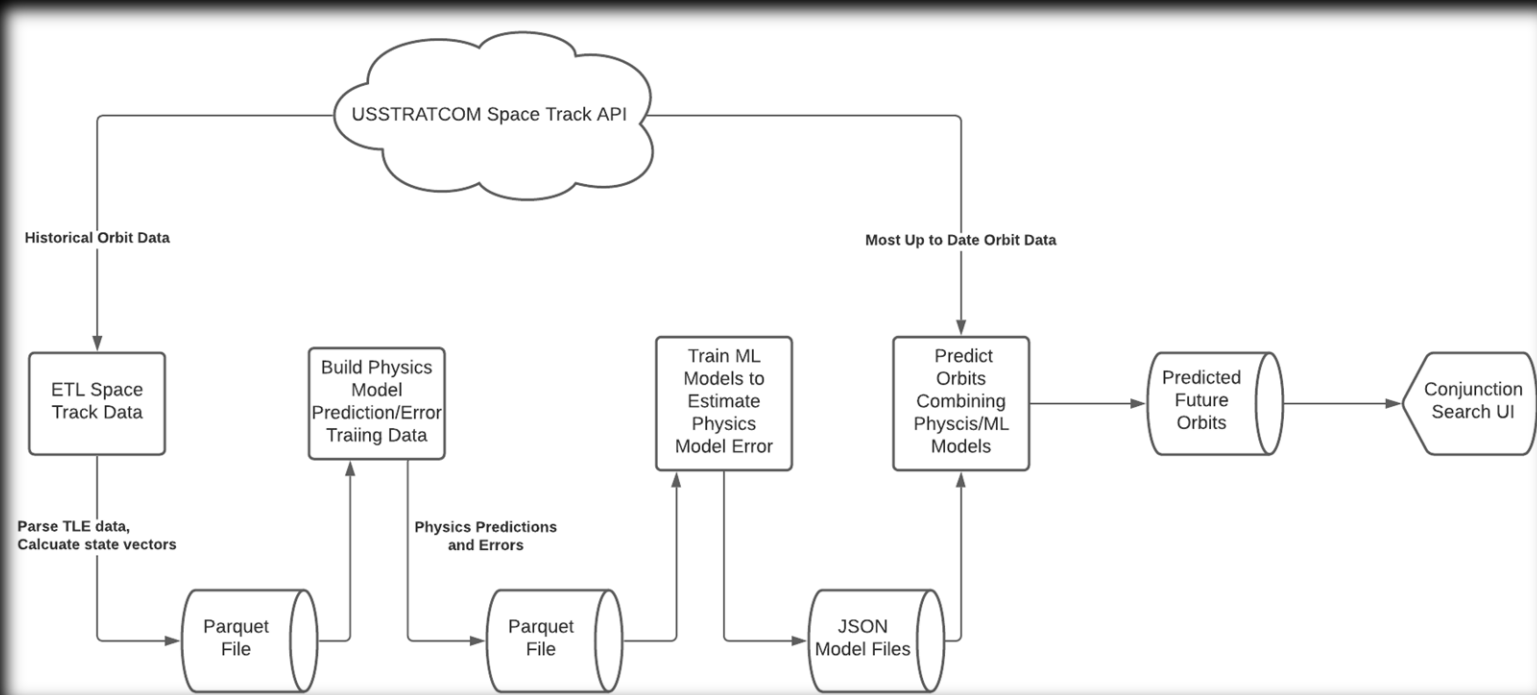 USSTRATCOM Space Track API
Historical Orbit Data
Most Up to Date Orbit Data
ETL Space
Track Data
Build Physics
Model
Prediction/Error
Traiing Data
Train ML
Models to
Estimate
Physics
Model Error
Predict
Orbits
Combining
Physcis/ML
Models
Predicted
Future
Orbits
Conjunction
Search UI
Parse TLE data,
Calcuate state vectors
Physics Predictions
and Errors
Parquet
File
Parquet
File
JSON
Model Files